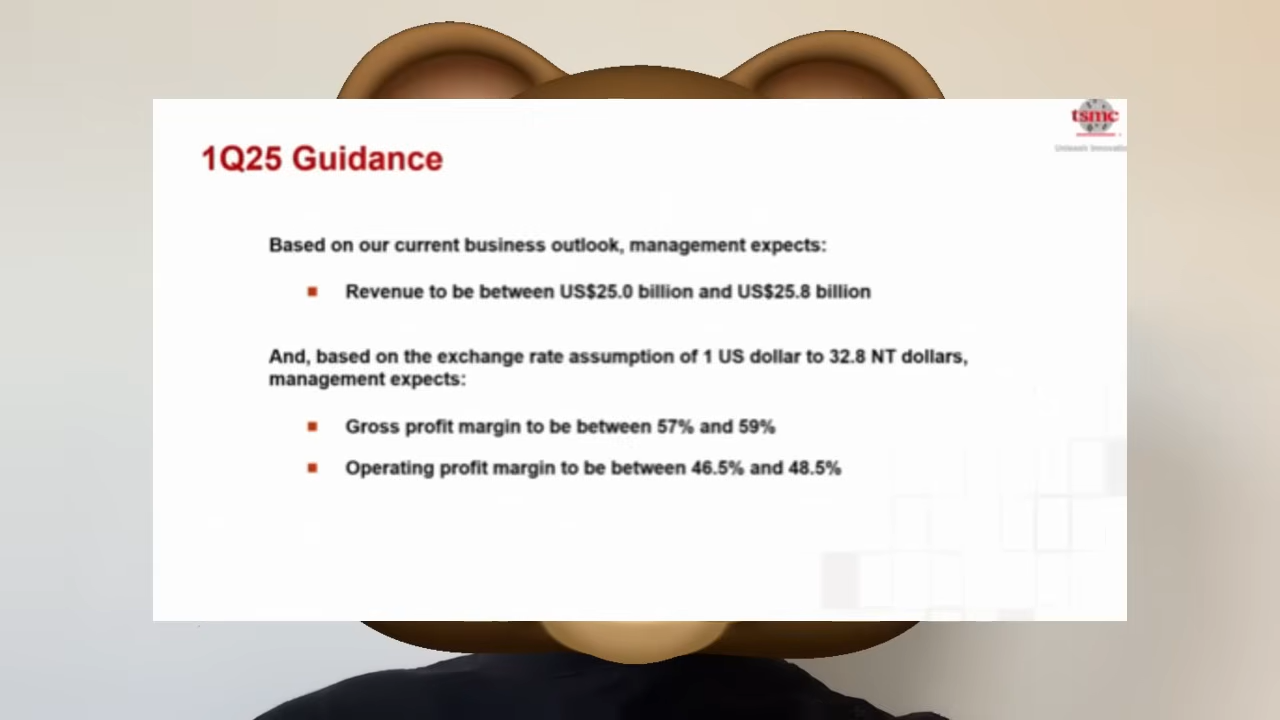 tsmc
1Q25 Guidance
Based on our current business outlook, management expects:
Revenue to be between US$25.0 billion and US$25.8 billion
And, based on the exchange rate assumption of 1 US dollar to 32.8 NT dollars,
management expects:
Gross profit margin to be between 57% and 59%
Operating profit margin to be between 46.5% and 48.5%